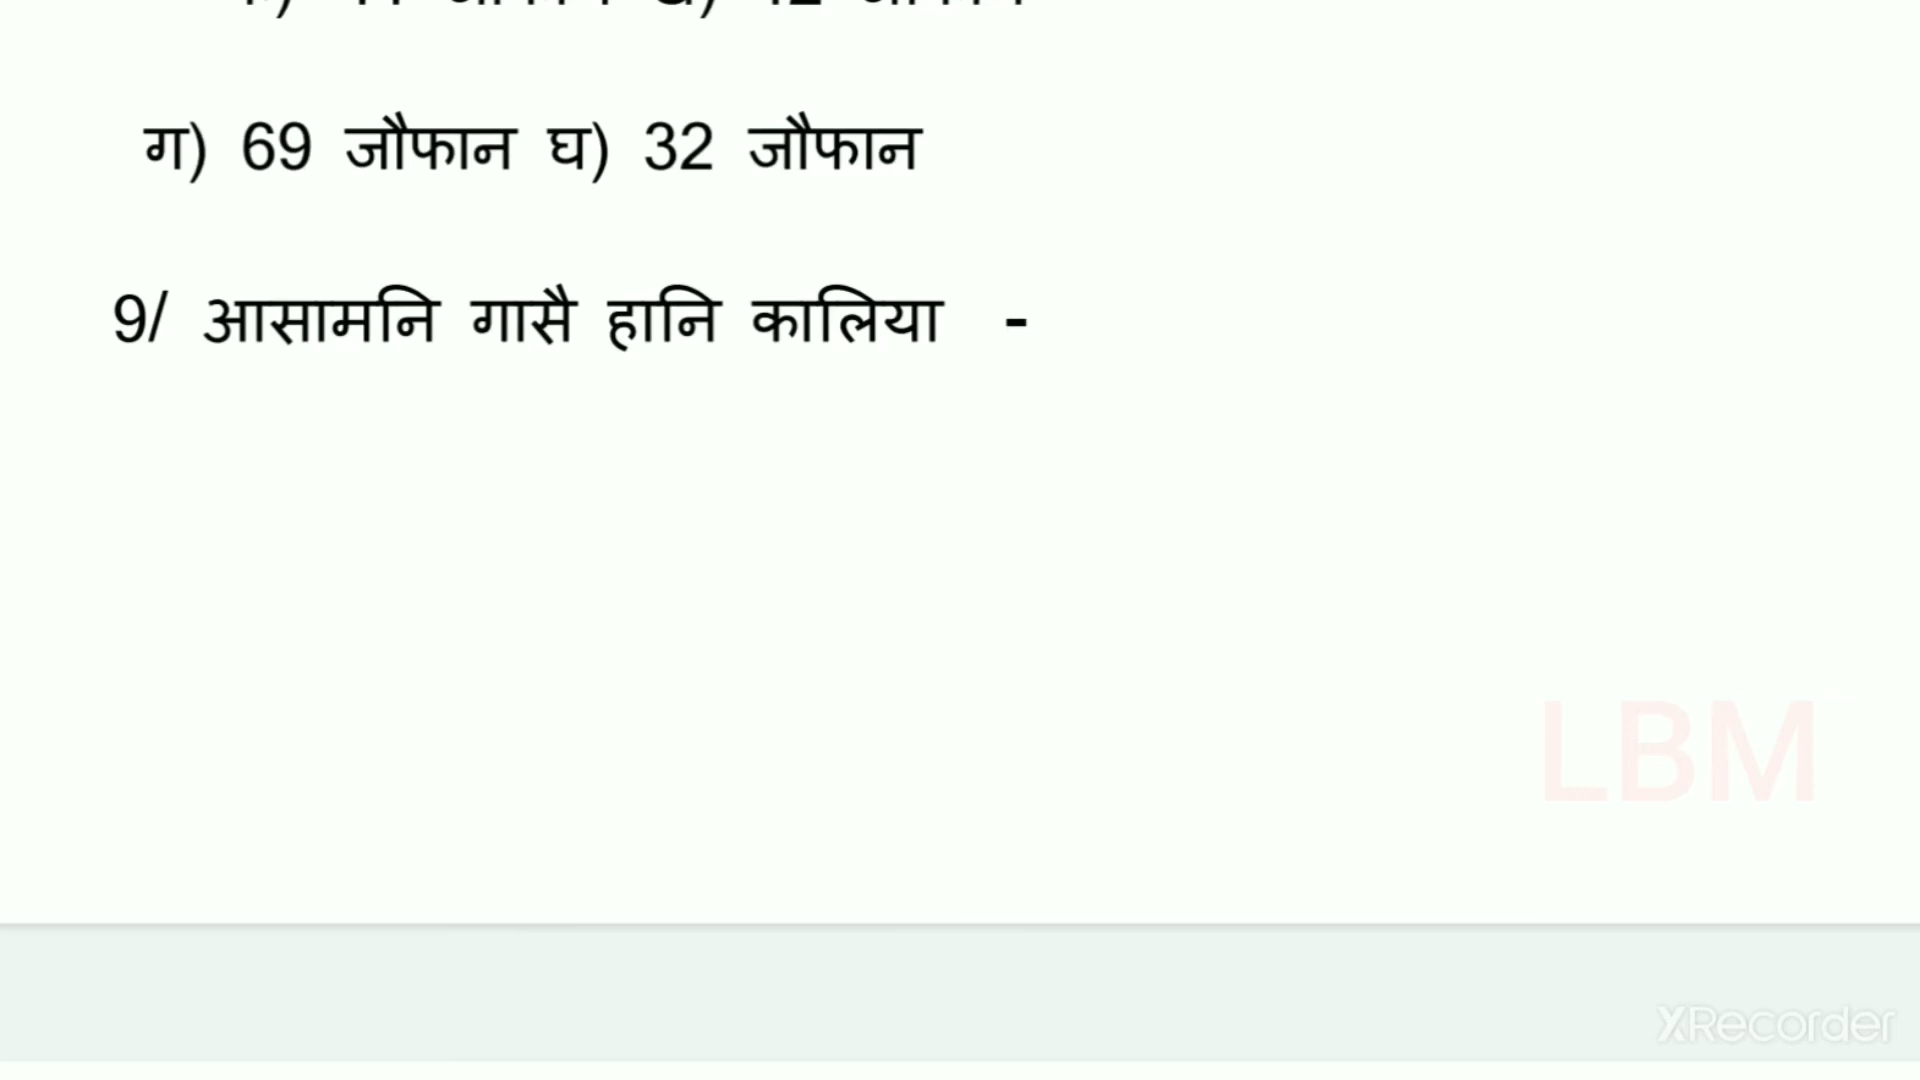 ग) 69 जौफान घ) 32 जौफान
9/ आसामनि गासै हानि कालिया -
LBM
XRecorder